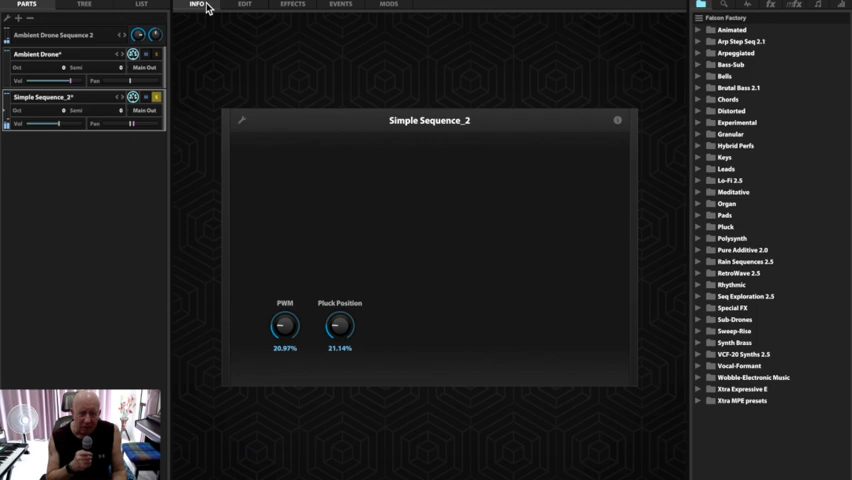 PARTS TREE LIST
INFO EDIT EFFECTS EVENTS MODS
Ambient Drone Sequence 2
Ambient Drone*
M S
Oct 0 Semi 0 Main Out
Vol Pan
Simple Sequence_2*
M S
Oct 0 Semi 0 Main Out
Vol Pan
Simple Sequence_2
PWM Pluck Position
20.97% 21.14%
Falcon Factory
Animated
Arp Step Seq 2.1
Arpeggiated
Bass-Sub
Bells
Brutal Bass 2.1
Chords
Distorted
Experimental
Granular
Hybrid Perfs
Keys
Leads
Lo-Fi 2.5
Meditative
Organ
Pads
Pluck
Polysynth
Pure Additive 2.0
Rain Sequences 2.5
RetroWave 2.5
Rhythmic
Seq Exploration 2.5
Special FX
Sub-Drones
Sweep-Rise
Synth Brass
VCF-20 Synths 2.5
Vocal-Formant
Wobble-Electronic Music
Xtra Expressive E
Xtra MPE presets